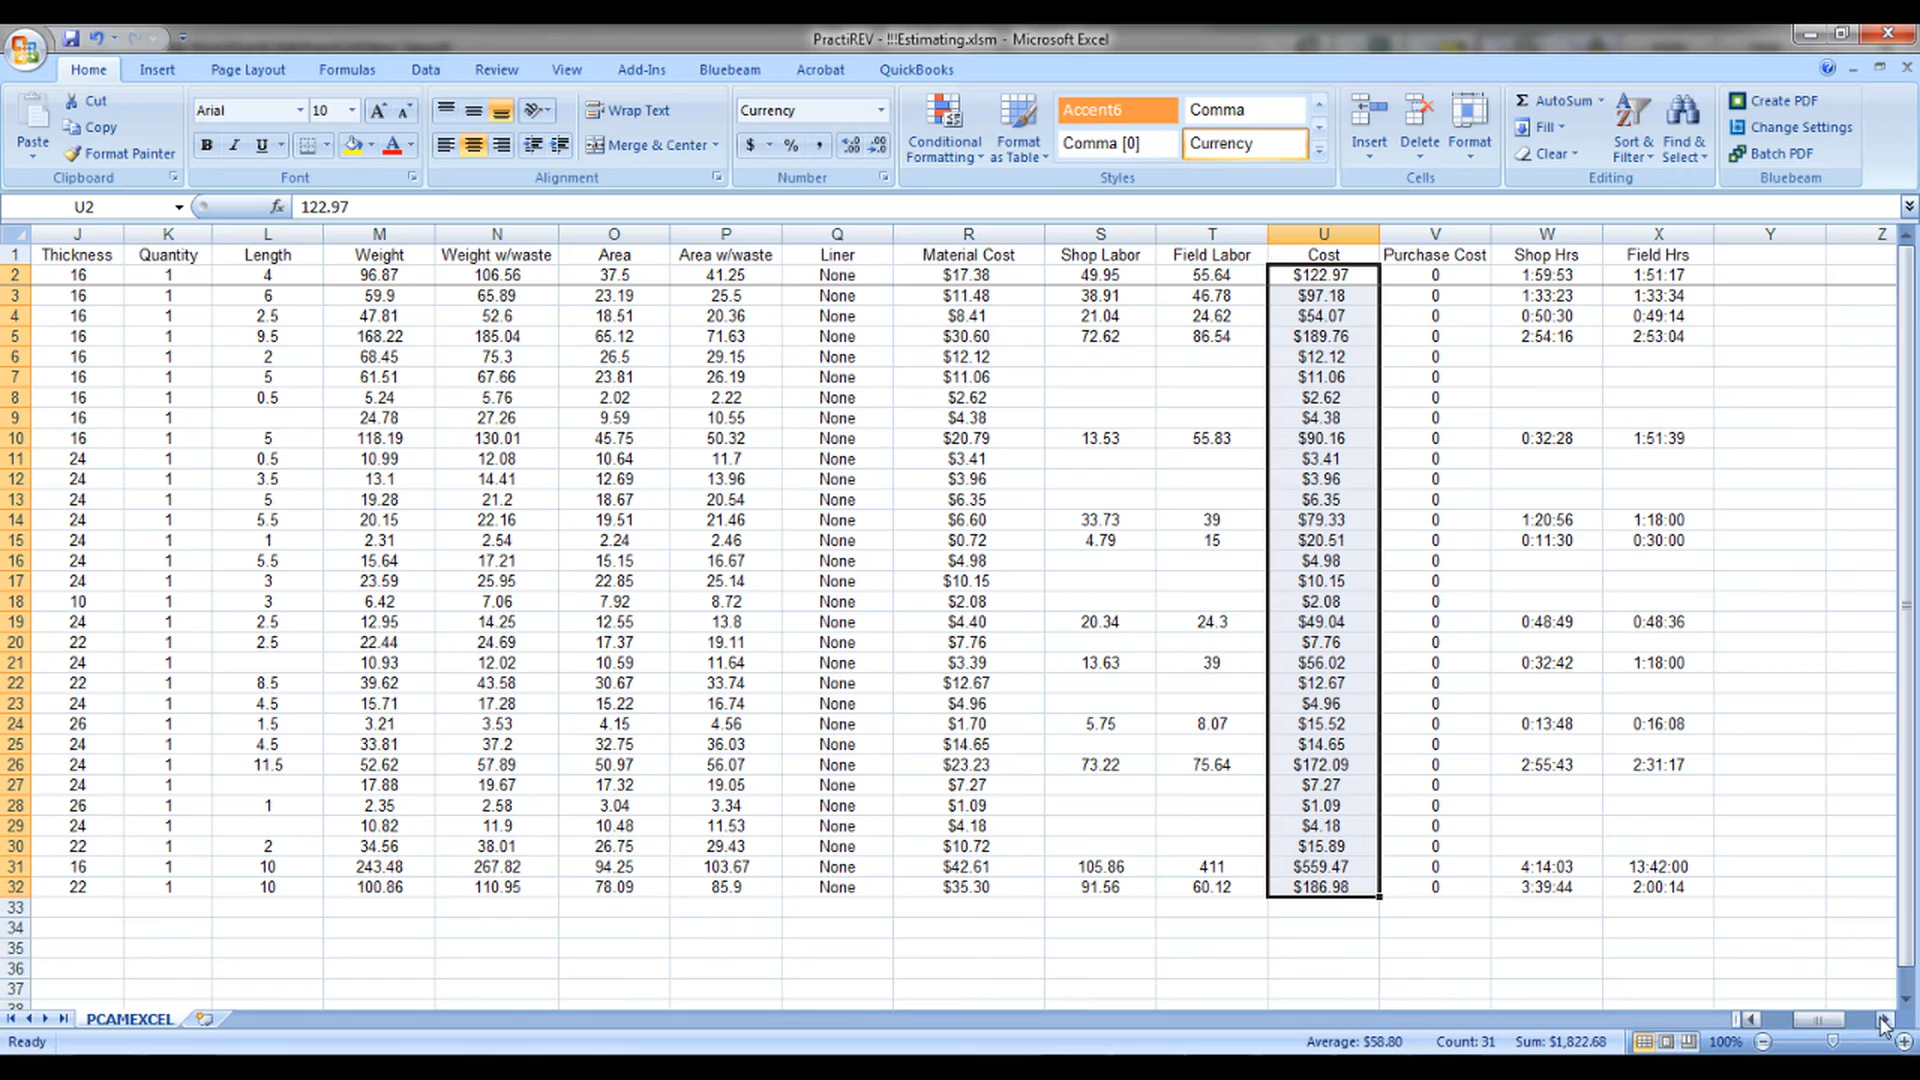 PractiREV - !!!Estimating.xlsm - Microsoft Excel
Home Insert Page Layout Formulas Data Review View Add-Ins Bluebeam Acrobat QuickBooks
Cut Arial 10 Wrap Text Currency Accent6 Comma AutoSum Create PDF
Copy Fill Change Settings
Paste Format Painter B I U Merge & Center $ % , Conditional Formatting Format as Table Comma [0] Currency Insert Delete Format Clear Sort & Filter Find & Select Batch PDF
Clipboard Font Alignment Number Styles Cells Editing Bluebeam
U2 fx 122.97
J K L M N O P Q R S T U V W X Y Z
1 Thickness Quantity Length Weight Weight w/waste Area Area w/waste Liner Material Cost Shop Labor Field Labor Cost Purchase Cost Shop Hrs Field Hrs
2 16 1 4 96.87 106.56 37.5 41.25 None $17.38 49.95 55.64 $122.97 0 1:59:53 1:51:17
3 16 1 6 59.9 65.89 23.19 25.5 None $11.48 38.91 46.78 $97.18 0 1:33:23 1:33:34
4 16 1 2.5 47.81 52.6 18.51 20.36 None $8.41 21.04 24.62 $54.07 0 0:50:30 0:49:14
5 16 1 9.5 168.22 185.04 65.12 71.63 None $30.60 72.62 86.54 $189.76 0 2:54:16 2:53:04
6 16 1 2 68.45 75.3 26.5 29.15 None $12.12 $12.12 0
7 16 1 5 61.51 67.66 23.81 26.19 None $11.06 $11.06 0
8 16 1 0.5 5.24 5.76 2.02 2.22 None $2.62 $2.62 0
9 16 1 24.78 27.26 9.59 10.55 None $4.38 $4.38 0
10 16 1 5 118.19 130.01 45.75 50.32 None $20.79 13.53 55.83 $90.16 0 0:32:28 1:51:39
11 24 1 0.5 10.99 12.08 10.64 11.7 None $3.41 $3.41 0
12 24 1 3.5 13.1 14.41 12.69 13.96 None $3.96 $3.96 0
13 24 1 5 19.28 21.2 18.67 20.54 None $6.35 $6.35 0
14 24 1 5.5 20.15 22.16 19.51 21.46 None $6.60 33.73 39 $79.33 0 1:20:56 1:18:00
15 24 1 1 2.31 2.54 2.24 2.46 None $0.72 4.79 15 $20.51 0 0:11:30 0:30:00
16 24 1 5.5 15.64 17.21 15.15 16.67 None $4.98 $4.98 0
17 24 1 3 23.59 25.95 22.85 25.14 None $10.15 $10.15 0
18 10 1 3 6.42 7.06 7.92 8.72 None $2.08 $2.08 0
19 24 1 2.5 12.95 14.25 12.55 13.8 None $4.40 20.34 24.3 $49.04 0 0:48:49 0:48:36
20 22 1 2.5 22.44 24.69 17.37 19.11 None $7.76 $7.76 0
21 24 1 10.93 12.02 10.59 11.64 None $3.39 13.63 39 $56.02 0 0:32:42 1:18:00
22 22 1 8.5 39.62 43.58 30.67 33.74 None $12.67 $12.67 0
23 24 1 4.5 15.71 17.28 15.22 16.74 None $4.96 $4.96 0
24 26 1 1.5 3.21 3.53 4.15 4.56 None $1.70 5.75 8.07 $15.52 0 0:13:48 0:16:08
25 24 1 4.5 33.81 37.2 32.75 36.03 None $14.65 $14.65 0
26 24 1 11.5 52.62 57.89 50.97 56.07 None $23.23 73.22 75.64 $172.09 0 2:55:43 2:31:17
27 24 1 17.88 19.67 17.32 19.05 None $7.27 $7.27 0
28 26 1 1 2.35 2.58 3.04 3.34 None $1.09 $1.09 0
29 24 1 10.82 11.9 10.48 11.53 None $4.18 $4.18 0
30 22 1 2 34.56 38.01 26.75 29.43 None $10.72 $15.89 0
31 16 1 10 243.48 267.82 94.25 103.67 None $42.61 105.86 411 $559.47 0 4:14:03 13:42:00
32 22 1 10 100.86 110.95 78.09 85.9 None $35.30 91.56 60.12 $186.98 0 3:39:44 2:00:14
33
34
35
36
37
38
PCAMEXCEL
Ready Average: $58.80 Count: 31 Sum: $1,822.68 100%